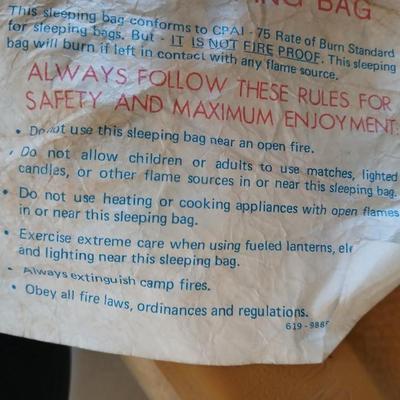 BAG
This sleeping bag conforms to CPAI - 75 Rate of Burn Standard
for sleeping bags. But - IT IS NOT FIRE PROOF. This sleeping
bag will burn if left in contact with any flame source.
ALWAYS FOLLOW THESE RULES FOR
SAFETY AND MAXIMUM ENJOYMENT:
• Do not use this sleeping bag near an open fire.
• Do not allow children or adults to use matches, lighted
candles, or other flame sources in or near this sleeping bag.
• Do not use heating or cooking appliances with open flames
in or near this sleeping bag.
• Exercise extreme care when using fueled lanterns,
and lighting near this sleeping bag.
• Always extinguish camp fires.
• Obey all fire laws, ordinances and regulations.